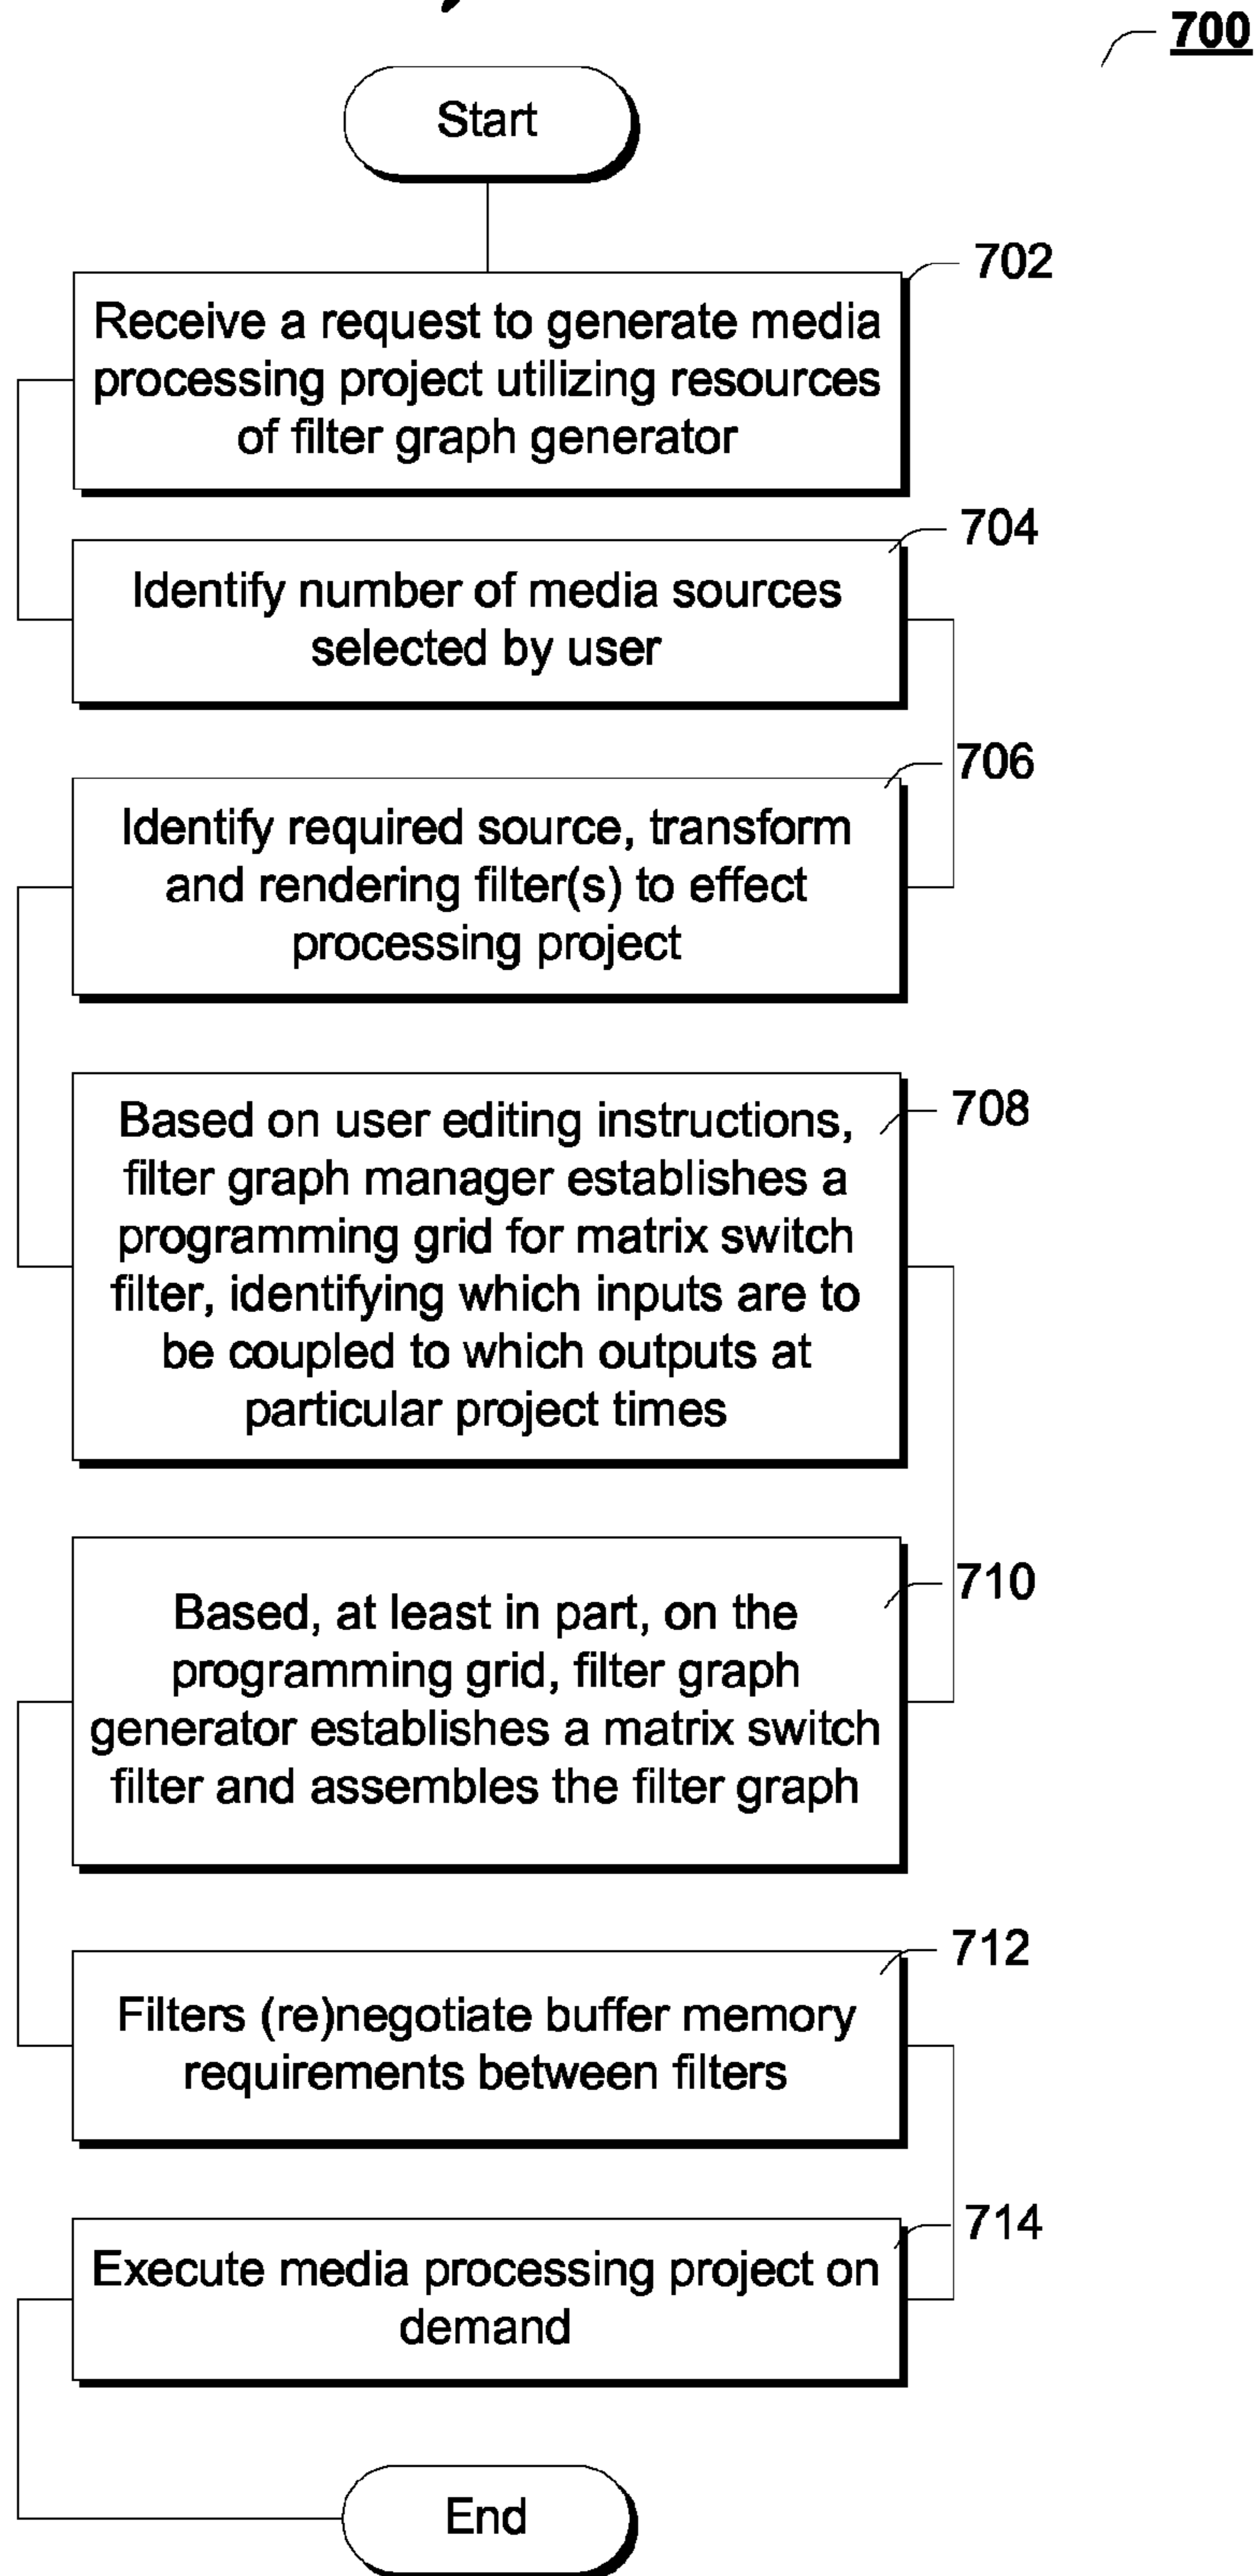 700
Start
702
Receive a request to generate media
processing project utilizing resources
of filter graph generator
704
Identify number of media sources
selected by user
706
Identify required source, transform
and rendering filter(s) to effect
processing project
708
Based on user editing instructions,
filter graph manager establishes a
programming grid for matrix switch
filter, identifying which inputs are to
be coupled to which outputs at
particular project times
710
Based, at least in part, on the
programming grid, filter graph
generator establishes a matrix switch
filter and assembles the filter graph
712
Filters (re)negotiate buffer memory
requirements between filters
714
Execute media processing project on
demand
End